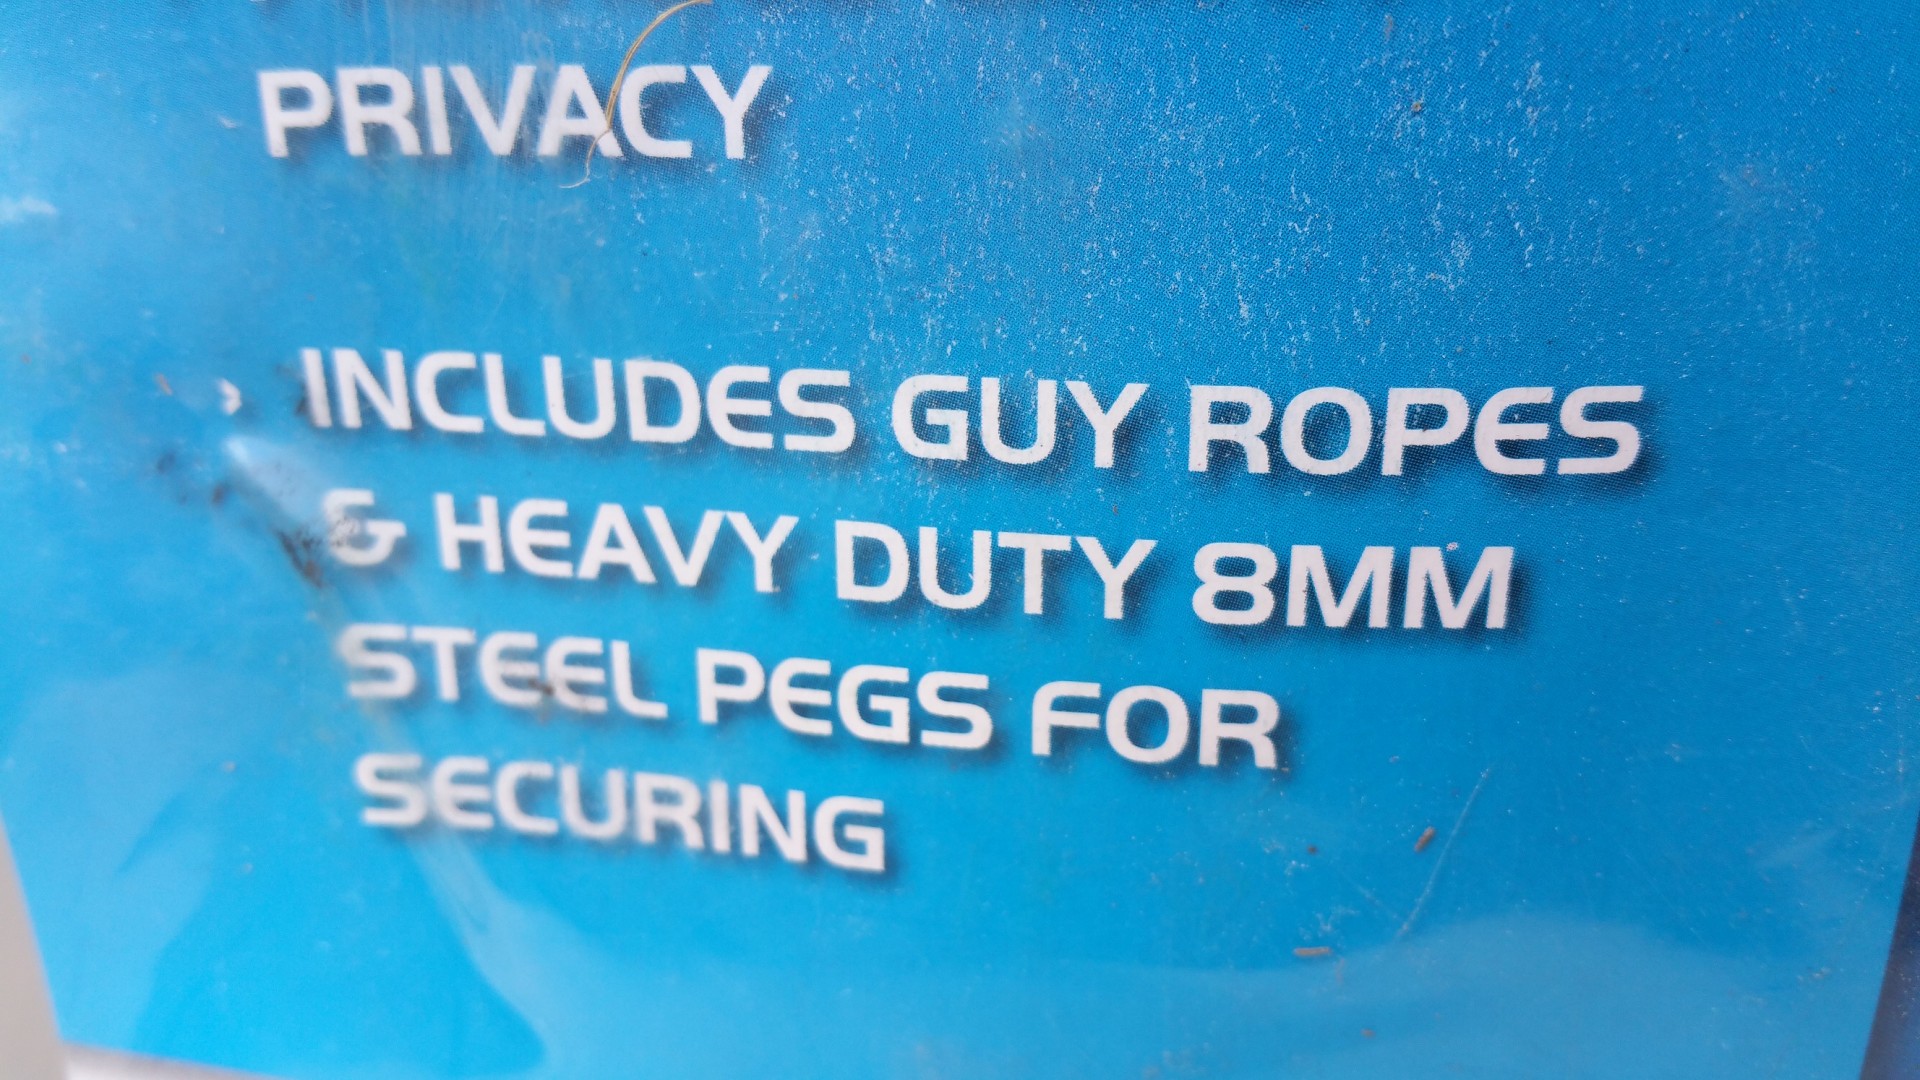 PRIVACY
INCLUDES GUY ROPES
& HEAVY DUTY 8MM
STEEL PEGS FOR
SECURING